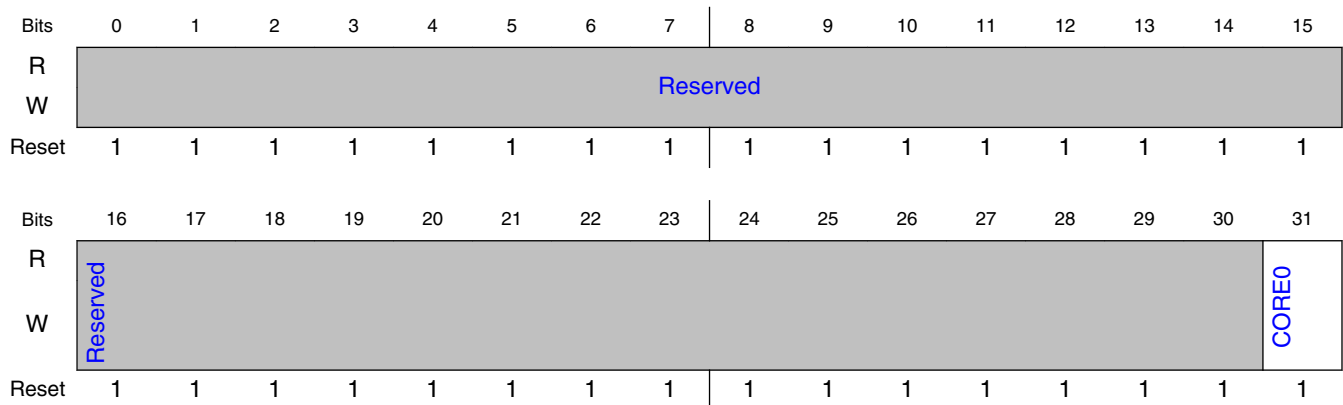 Bits 0 1 2 3 4 5 6 7 8 9 10 11 12 13 14 15
R
Reserved
W
Reset 1 1 1 1 1 1 1 1 1 1 1 1 1 1 1 1
Bits 16 17 18 19 20 21 22 23 24 25 26 27 28 29 30 31
R
Reserved
CORE0
W
Reset 1 1 1 1 1 1 1 1 1 1 1 1 1 1 1 1